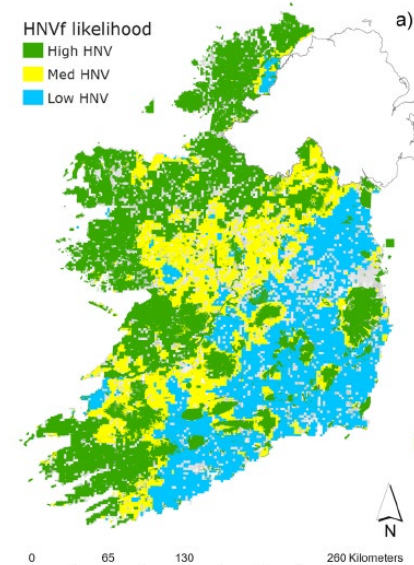 HNVf likelihood
a)
High HNV
Med HNV
Low HNV
N
0 65 130 260 Kilometers